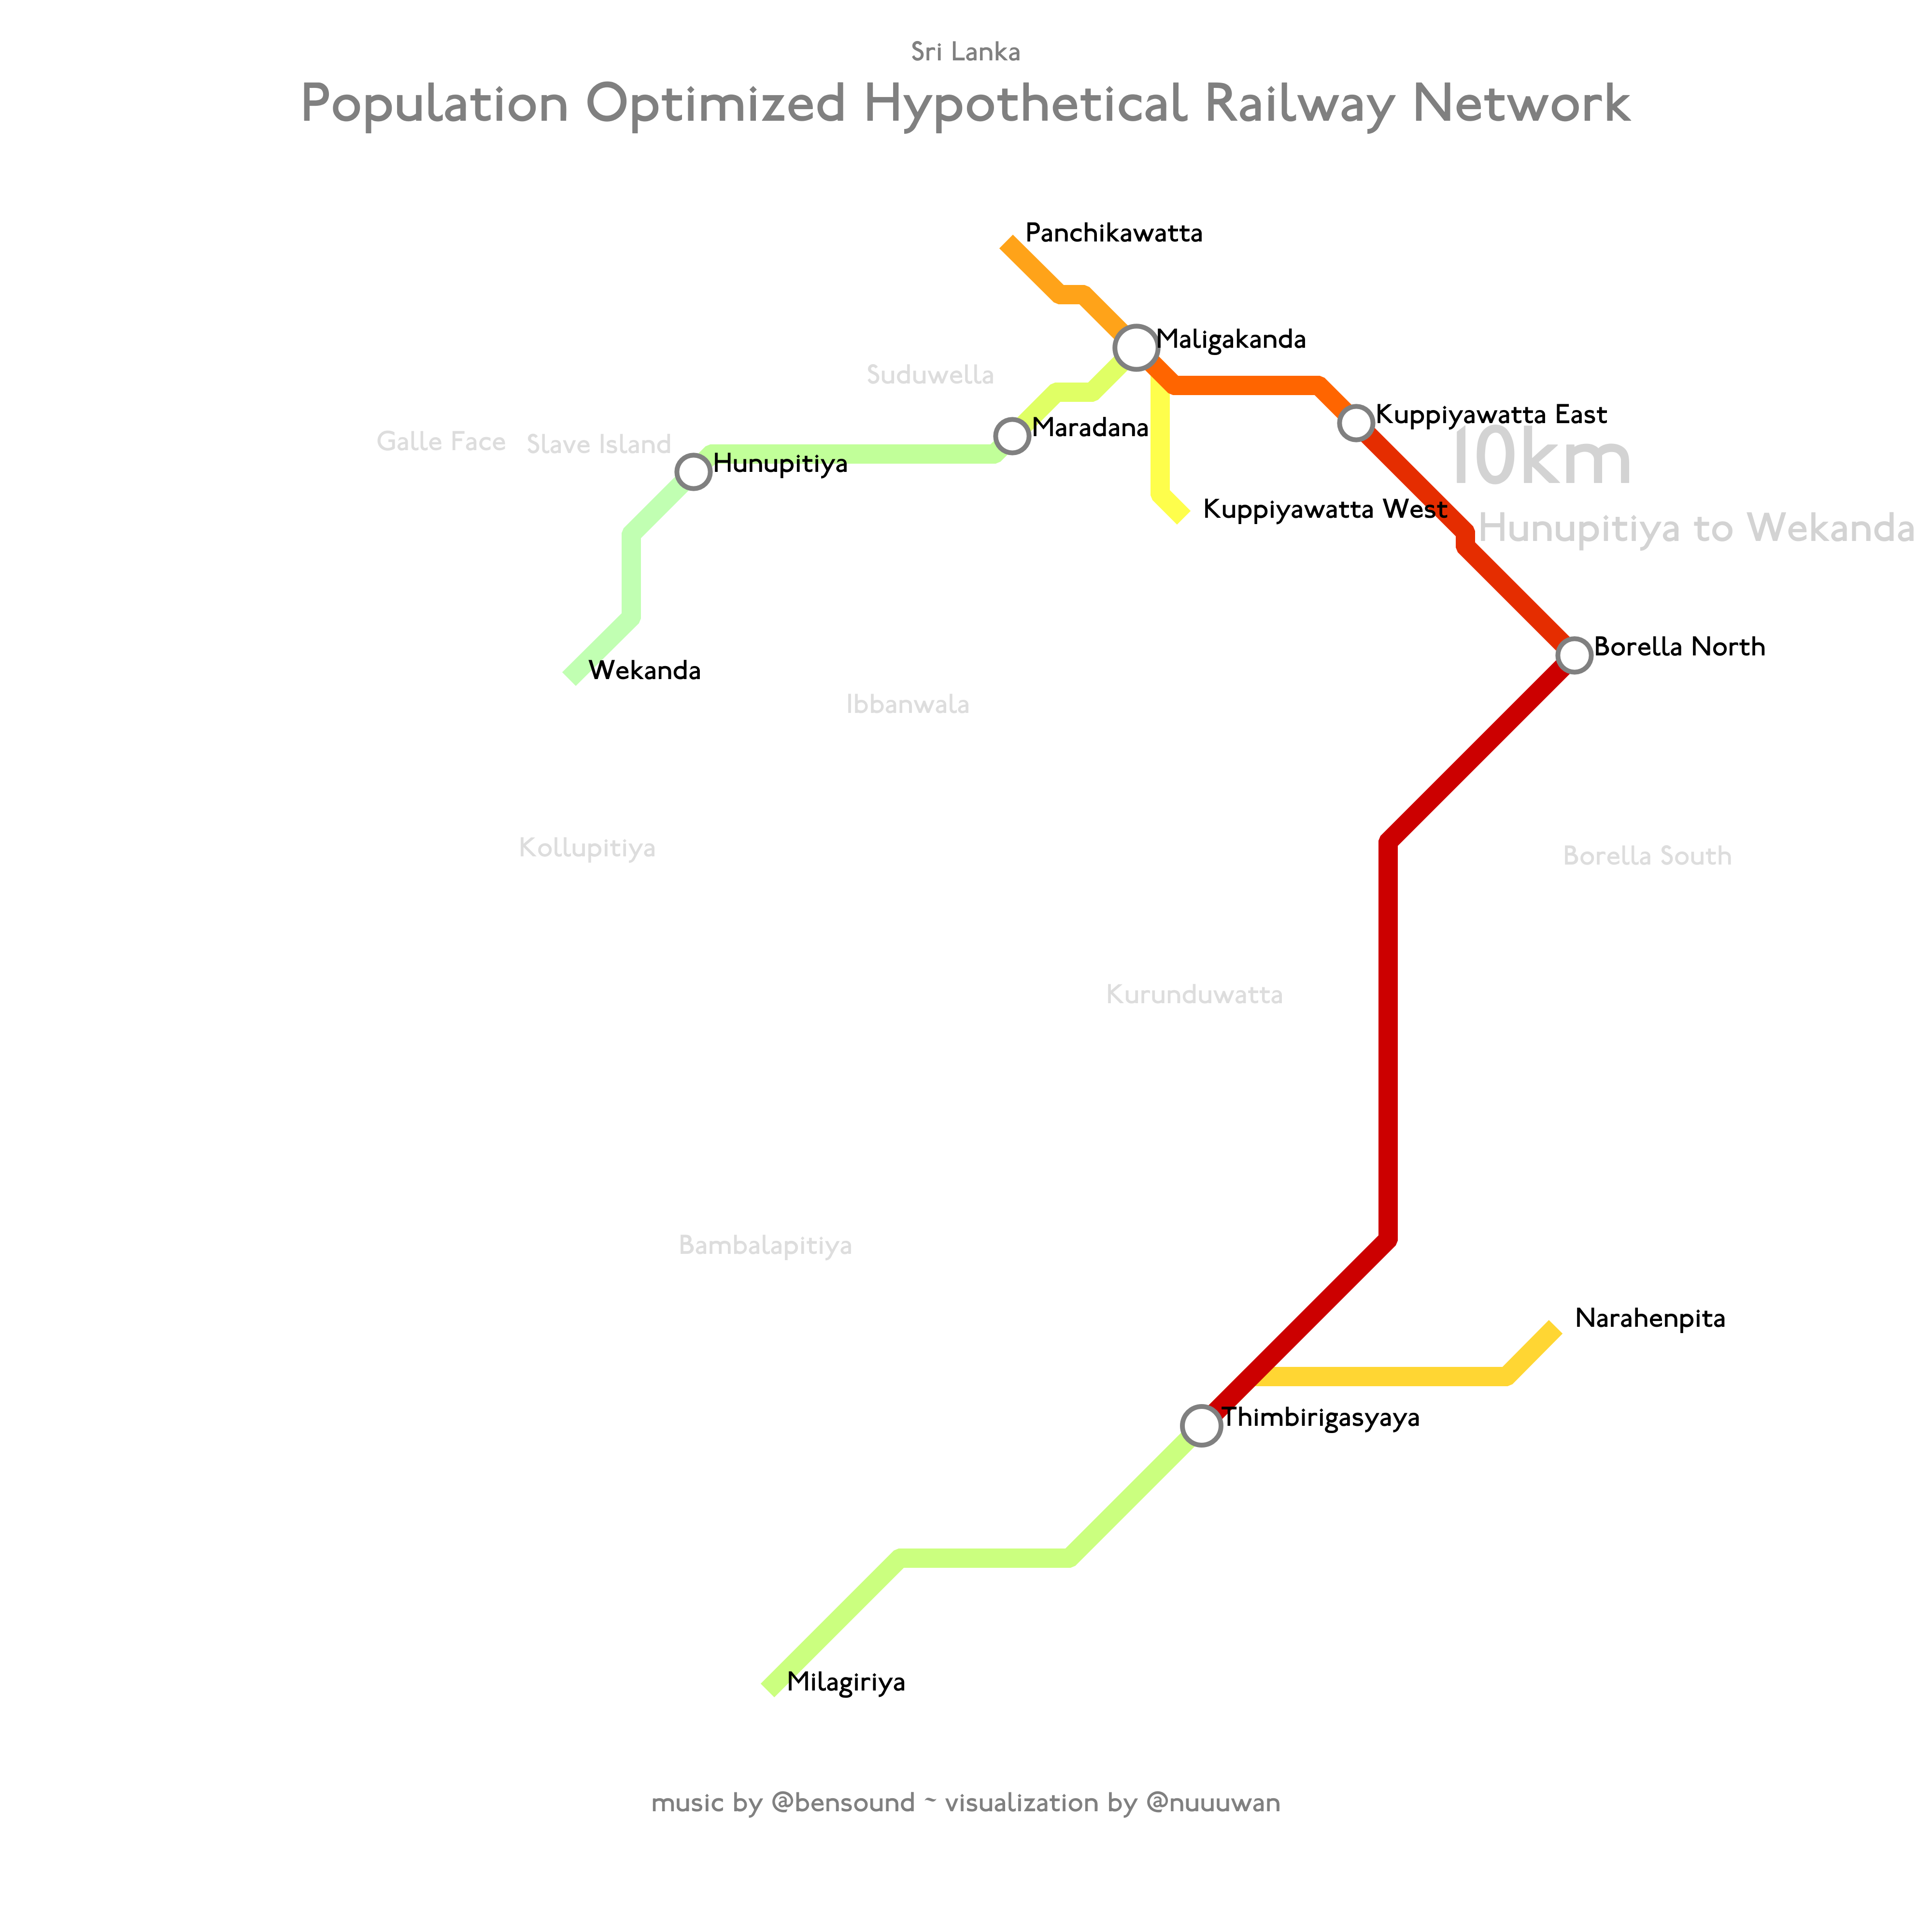 Sri Lanka
Population Optimized Hypothetical Railway Network
Panchikawatta
Maligakanda
Suduwella
Kuppiyawatta East
Maradana
Galle Face
Slave Island
Hunupitiya
10km
Kuppiyawatta West
Hunupitiya to Wekanda
Borella North
Wekanda
Ibbanwala
Kollupitiya
Borella South
Kurunduwatta
Bambalapitiya
Narahenpita
Thimbirigasyaya
Milagiriya
music by @bensound ~ visualization by @nuuuwan